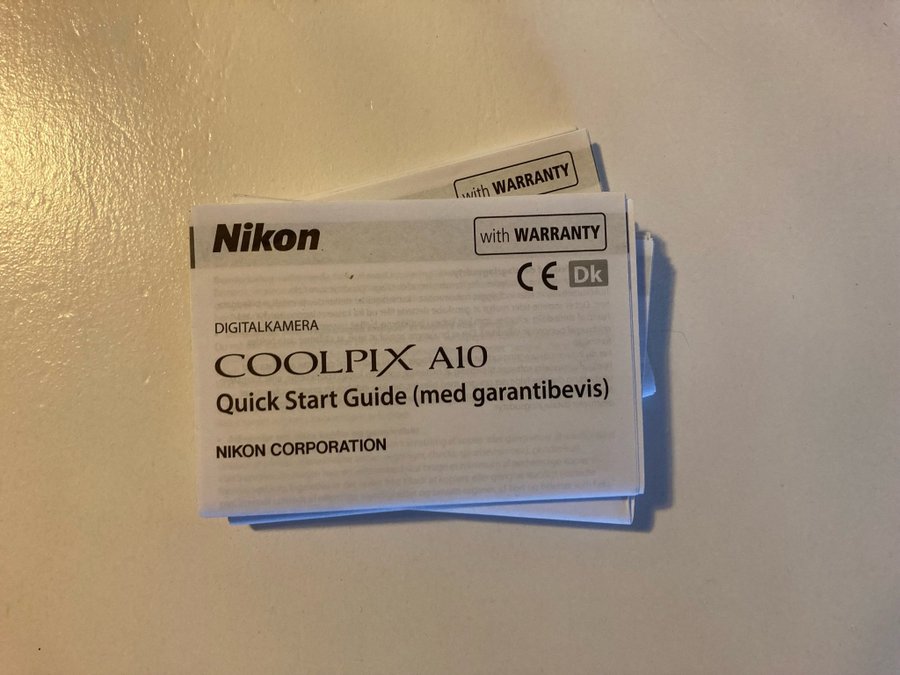 with WARRANTY
Nikon
with WARRANTY
CE Dk
DIGITALKAMERA
COOLPIX A10
Quick Start Guide (med garantibevis)
NIKON CORPORATION